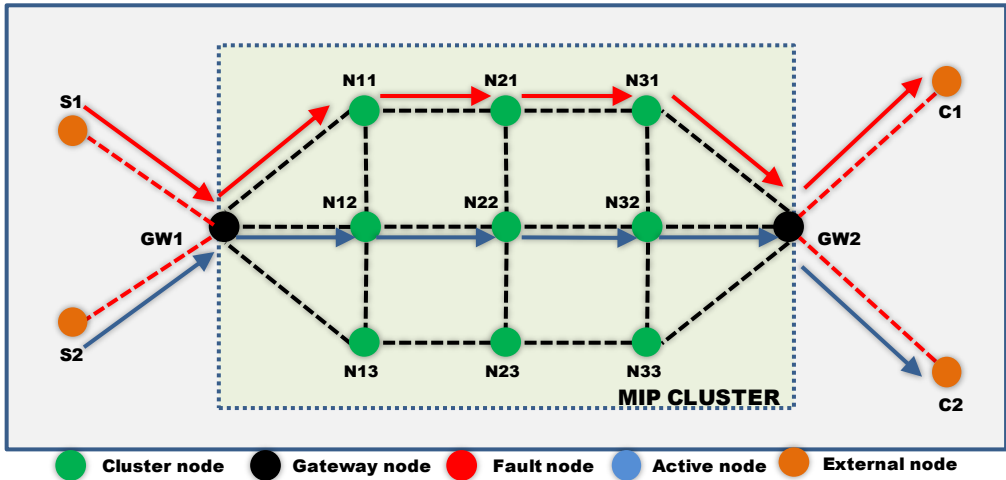 N11 N21 N31
S1 C1
N12 N22 N32
GW1 GW2
S2 N13 N23 N33
MIP CLUSTER
C2
Cluster node Gateway node Fault node Active node External node